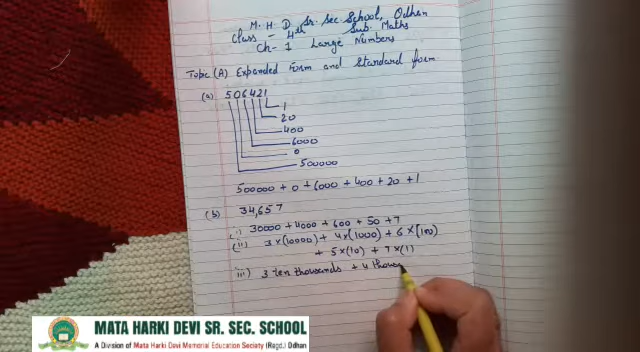 M. H. D. Sr. Sec School, Odhan
Class - 4th Sub. Maths
Ch- 1 Large Numbers
Topic (A) Expanded Form and Standard form
(a) 506421
1
20
400
6000
0
500000
500000 + 0 + 6000 + 400 + 20 + 1
(b) 34,657
(i) 30000 + 4000 + 600 + 50 + 7
(ii) 3 × (10000) + 4 × (1000) + 6 × (100)
+ 5 × (10) + 7 × (1)
iii) 3 ten thousands + 4 thous
MATA HARKI DEVI SR. SEC. SCHOOL
A Division of Mata Harki Devi Memorial Education Society (Regd.) Odhan